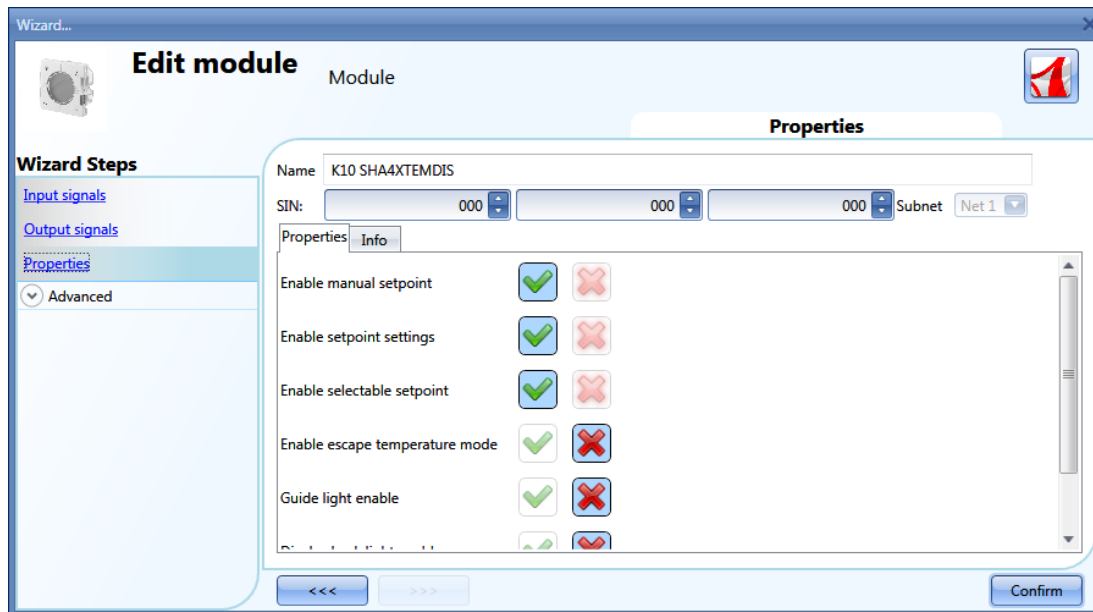 Wizard...
Edit module
Module
Properties
Wizard Steps
Input signals
Output signals
Properties
Advanced
Name K10 SHA4XTEMDIS
SIN: 000 000 000 Subnet Net 1
Properties Info
Enable manual setpoint
Enable setpoint settings
Enable selectable setpoint
Enable escape temperature mode
Guide light enable
<<< >>> Confirm